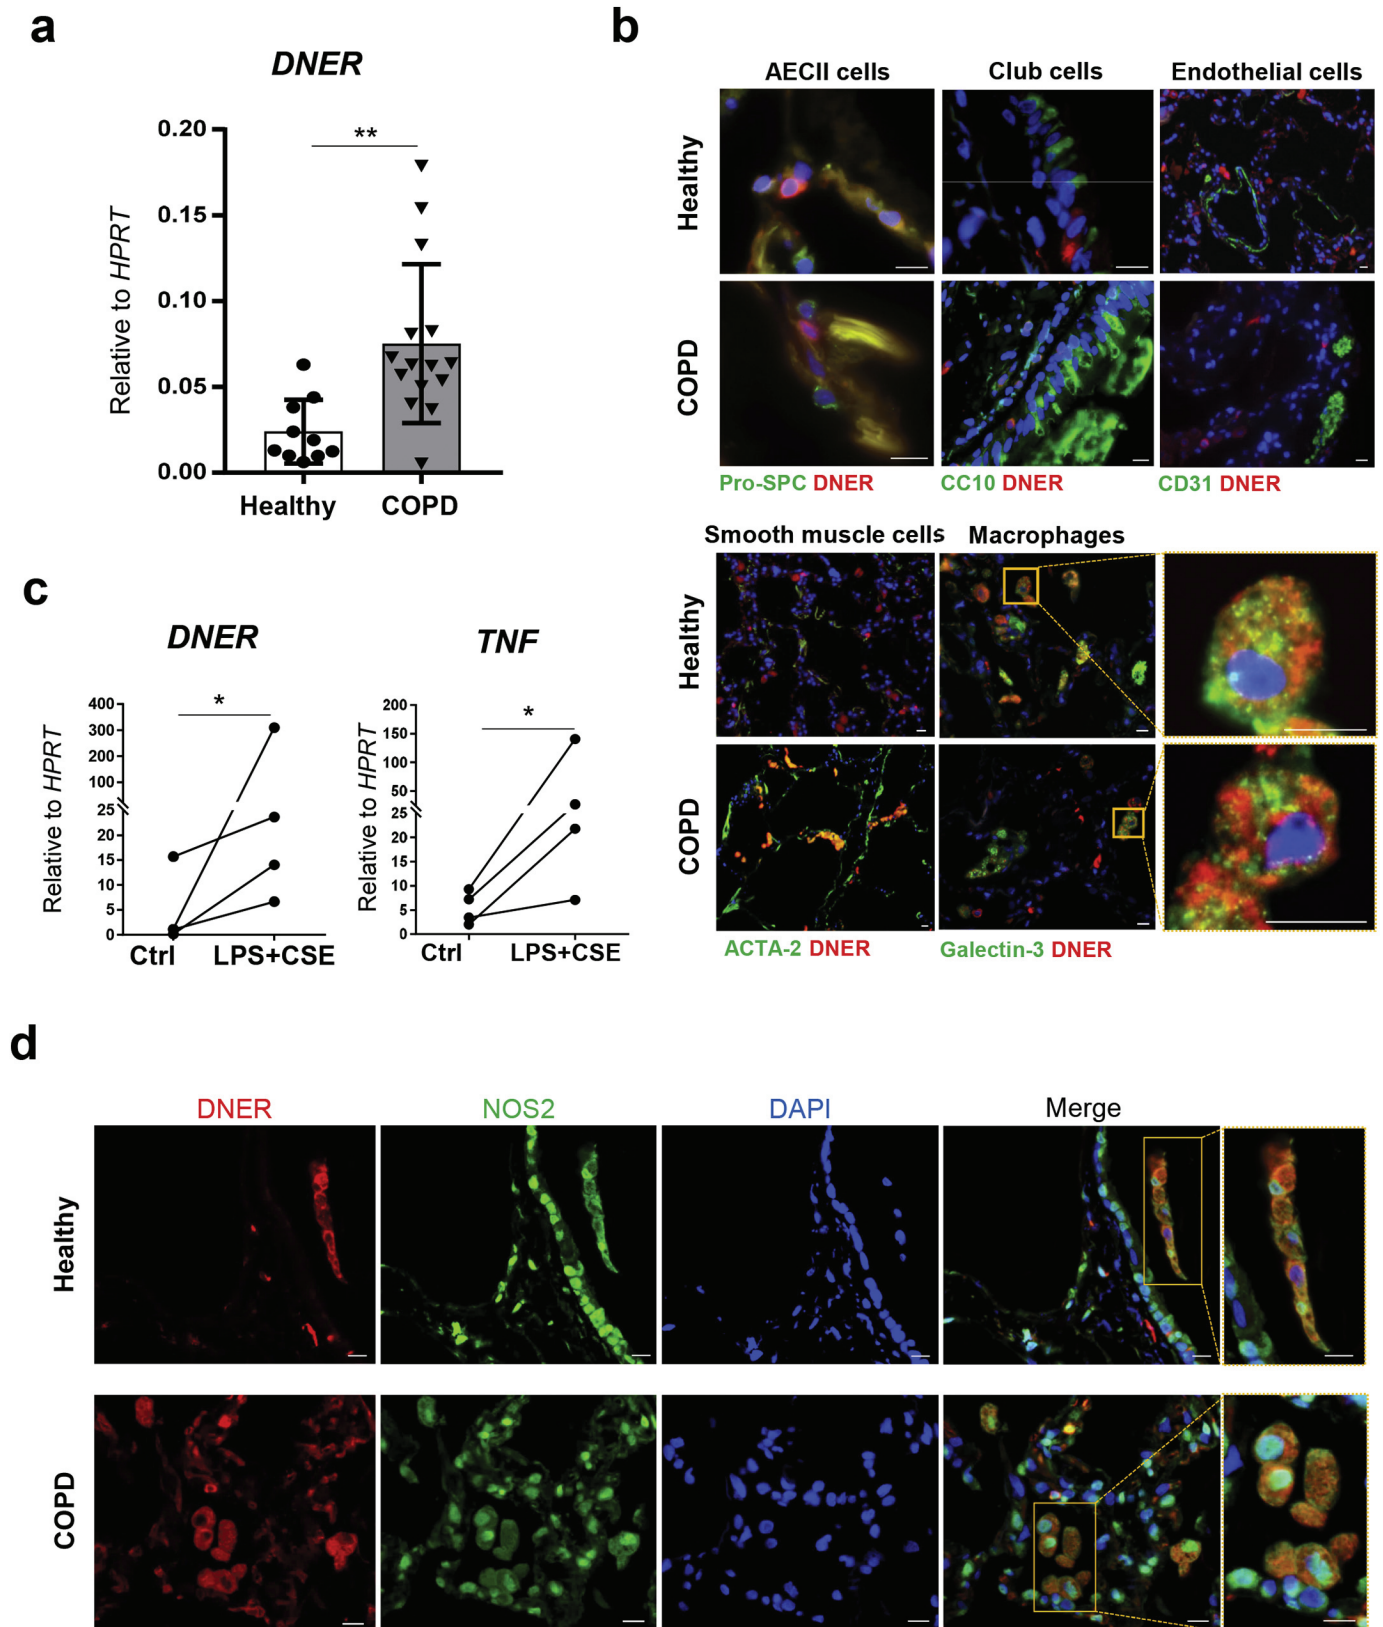 a
DNER
**
Relative to HPRT
0.20
0.15
0.10
0.05
0.00
Healthy COPD
b
AECII cells Club cells Endothelial cells
Healthy
COPD
Pro-SPC DNER CC10 DNER CD31 DNER
Smooth muscle cells Macrophages
Healthy
COPD
ACTA-2 DNER Galectin-3 DNER
c
DNER
*
Relative to HPRT
400
300
200
100
25
20
15
10
5
0
Ctrl LPS+CSE
TNF
*
Relative to HPRT
200
150
100
50
25
20
15
10
5
0
Ctrl LPS+CSE
d
DNER NOS2 DAPI Merge
Healthy
COPD